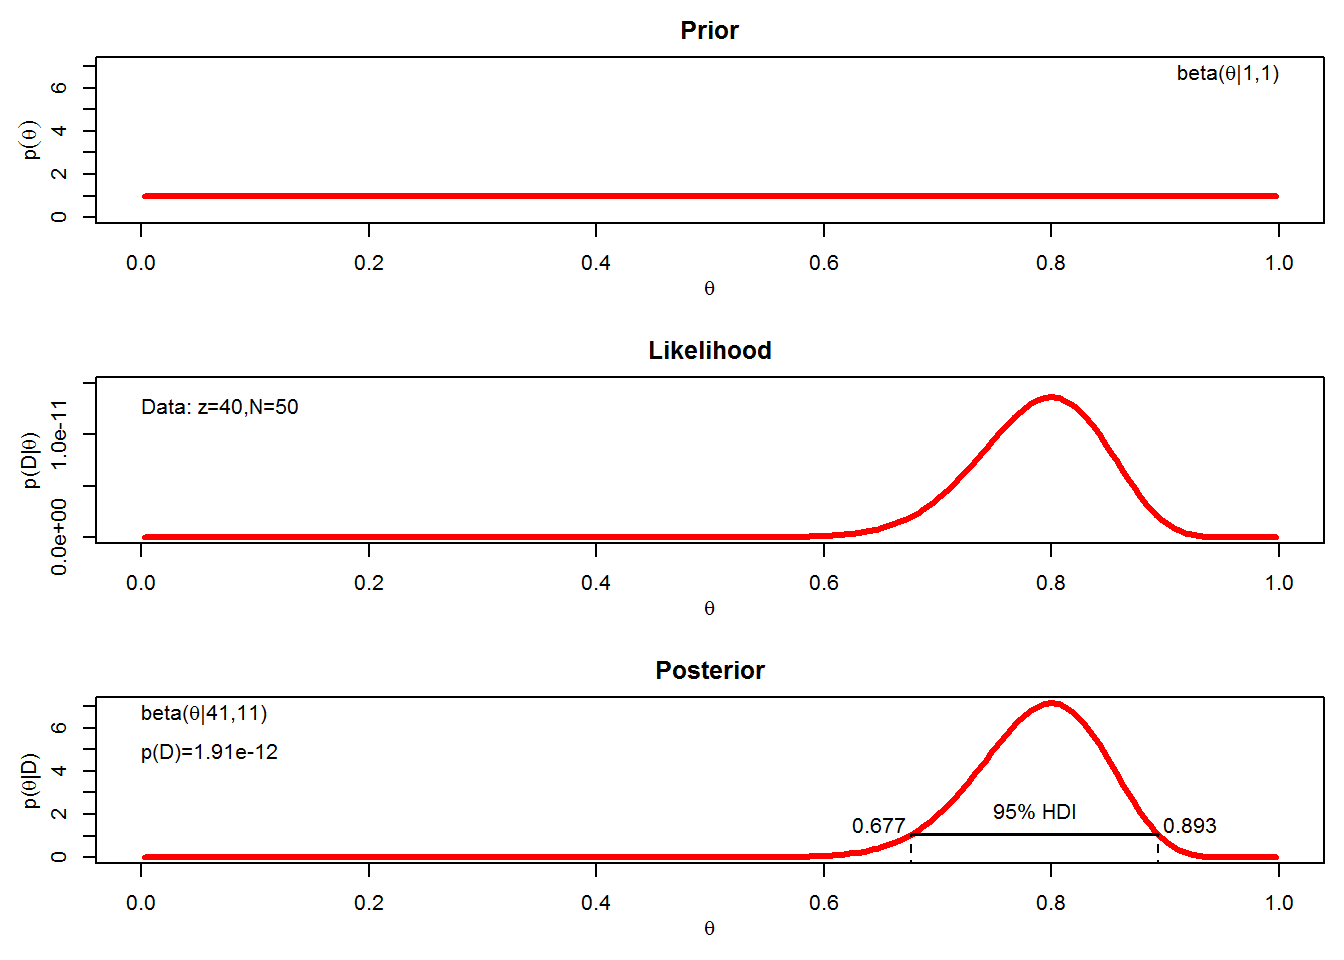 Prior
beta(θ|1,1)
p(θ)
6
4
2
0
0.0 0.2 0.4 0.6 0.8 1.0
θ
Likelihood
Data: z=40,N=50
p(D|θ)
1.0e-11
0.0e+00
0.0 0.2 0.4 0.6 0.8 1.0
θ
Posterior
beta(θ|41,11)
p(D)=1.91e-12
p(θ|D)
6
4
2
0
95% HDI
0.677 0.893
0.0 0.2 0.4 0.6 0.8 1.0
θ